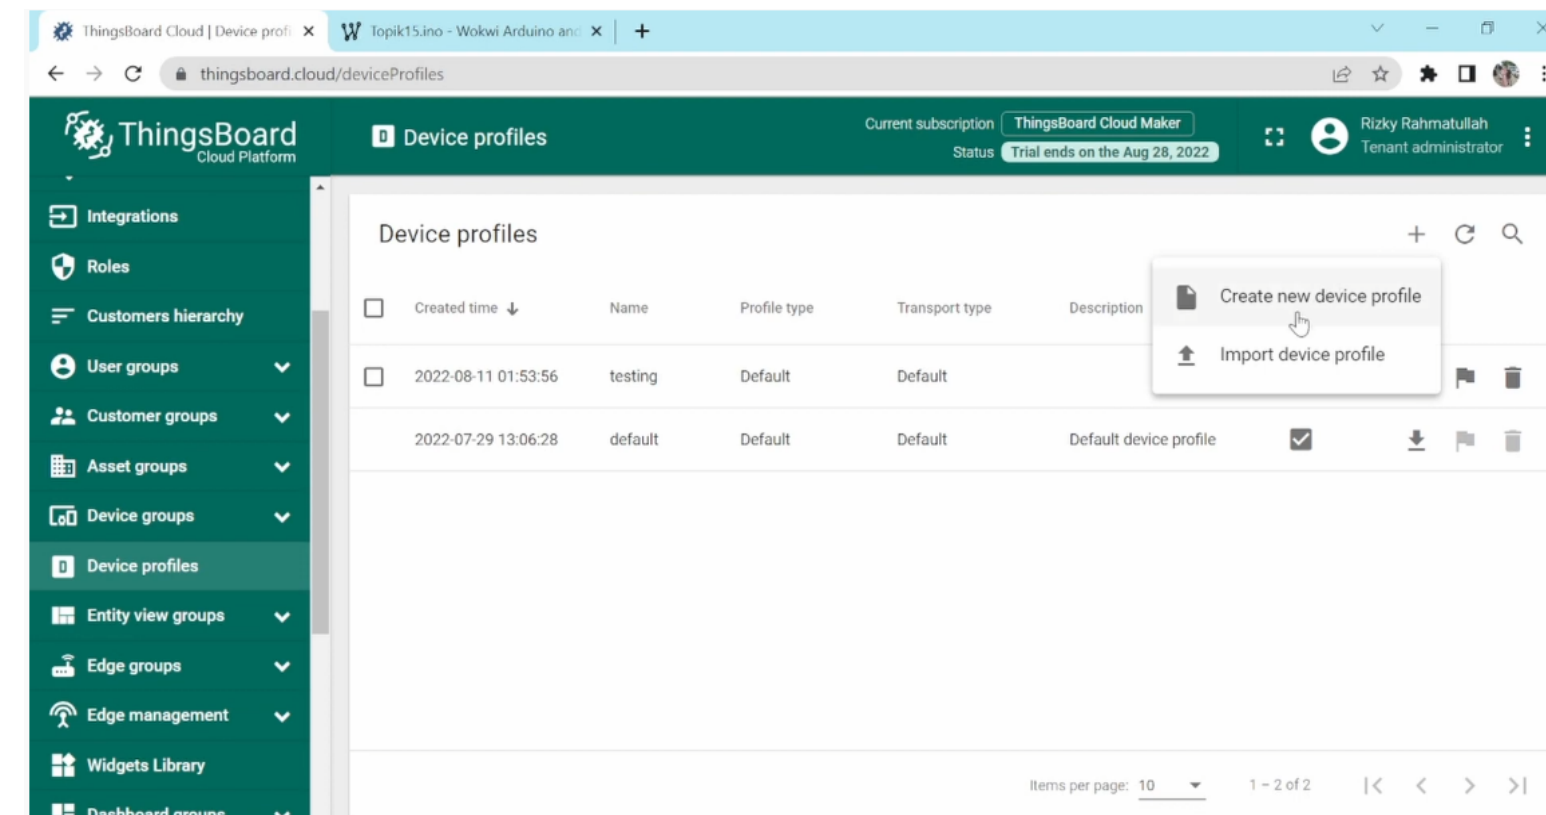 ThingsBoard Cloud | Device profi
Topik15.ino - Wokwi Arduino and
thingsboard.cloud/deviceProfiles
ThingsBoard
Cloud Platform
Device profiles
Current subscription ThingsBoard Cloud Maker
Status Trial ends on the Aug 28, 2022
Rizky Rahmatullah
Tenant administrator
Integrations
Roles
Customers hierarchy
User groups
Customer groups
Asset groups
Device groups
Device profiles
Entity view groups
Edge groups
Edge management
Widgets Library
Dashboard groups
Device profiles
Created time Name Profile type Transport type Description
Create new device profile
Import device profile
2022-08-11 01:53:56 testing Default Default
2022-07-29 13:06:28 default Default Default Default device profile
Items per page: 10 1 – 2 of 2